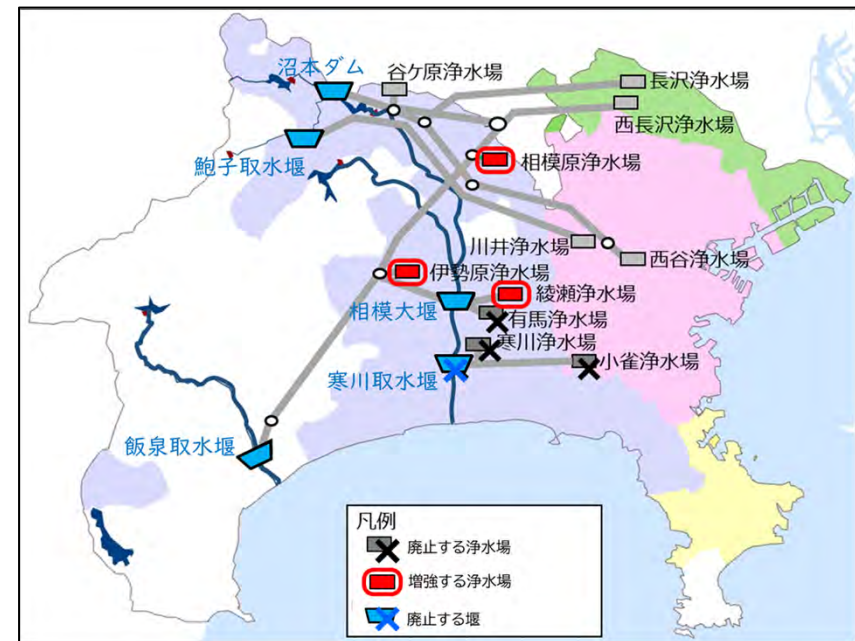 沼本ダム
谷ケ原浄水場
長沢浄水場
西長沢浄水場
鮑子取水堰
相模原浄水場
川井浄水場
西谷浄水場
伊勢原浄水場
綾瀬浄水場
相模大堰
有馬浄水場
寒川浄水場
小雀浄水場
寒川取水堰
飯泉取水堰
凡例
廃止する浄水場
増強する浄水場
廃止する堰